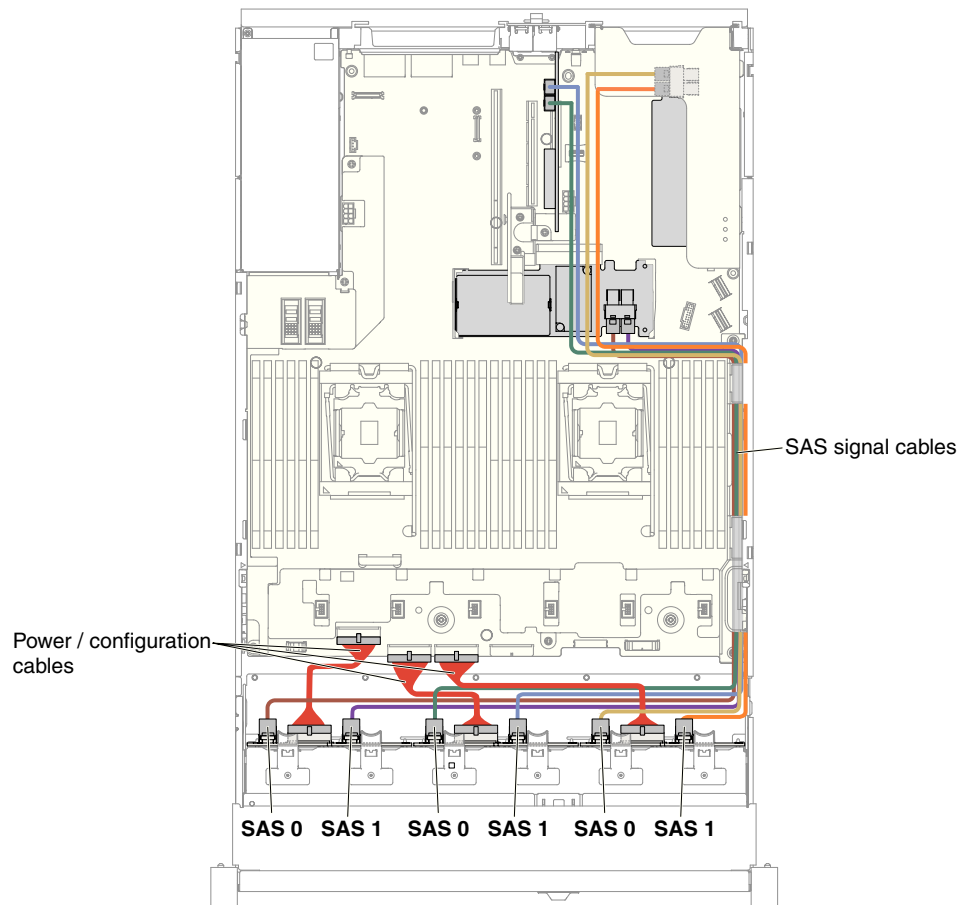 SAS signal cables
Power / configuration
cables
SAS 0 SAS 1 SAS 0 SAS 1 SAS 0 SAS 1